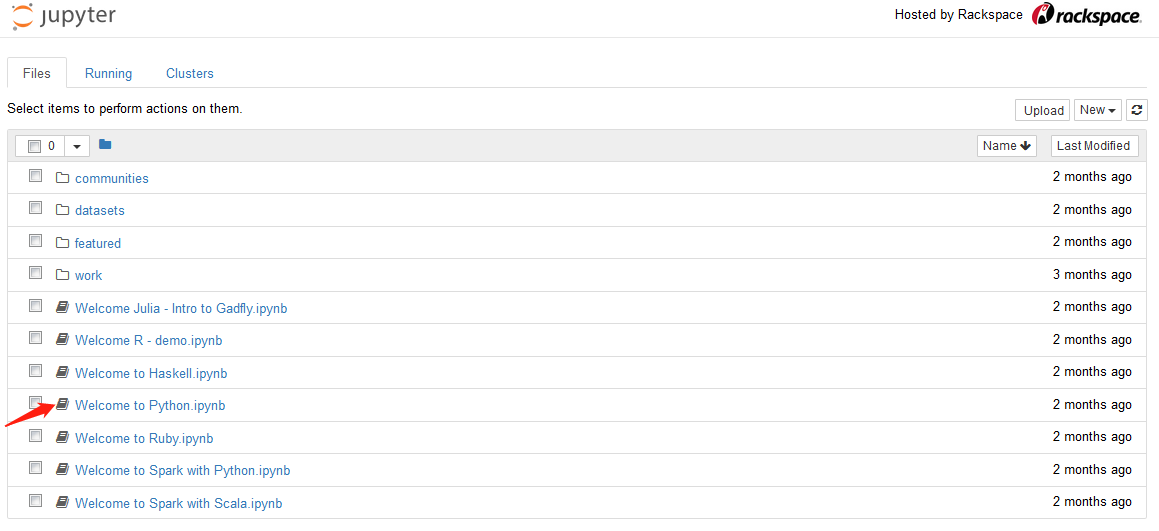 jupyter Hosted by Rackspace rackspace.
Files Running Clusters
Select items to perform actions on them. Upload New
0 Name Last Modified
communities 2 months ago
datasets 2 months ago
featured 2 months ago
work 3 months ago
Welcome Julia - Intro to Gadfly.ipynb 2 months ago
Welcome R - demo.ipynb 2 months ago
Welcome to Haskell.ipynb 2 months ago
Welcome to Python.ipynb 2 months ago
Welcome to Ruby.ipynb 2 months ago
Welcome to Spark with Python.ipynb 2 months ago
Welcome to Spark with Scala.ipynb 2 months ago